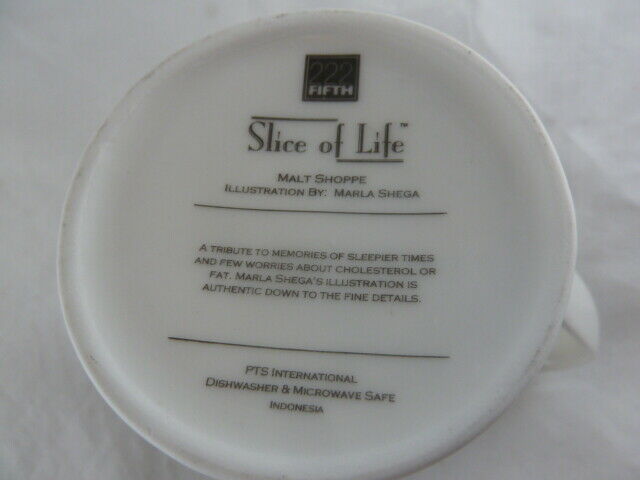 222
FIFTH
Slice of Life™
MALT SHOPPE
ILLUSTRATION BY: MARLA SHEGA
A TRIBUTE TO MEMORIES OF SLEEPIER TIMES
AND FEW WORRIES ABOUT CHOLESTEROL OR
FAT. MARLA SHEGA'S ILLUSTRATION IS
AUTHENTIC DOWN TO THE FINE DETAILS.
PTS INTERNATIONAL
DISHWASHER & MICROWAVE SAFE
INDONESIA